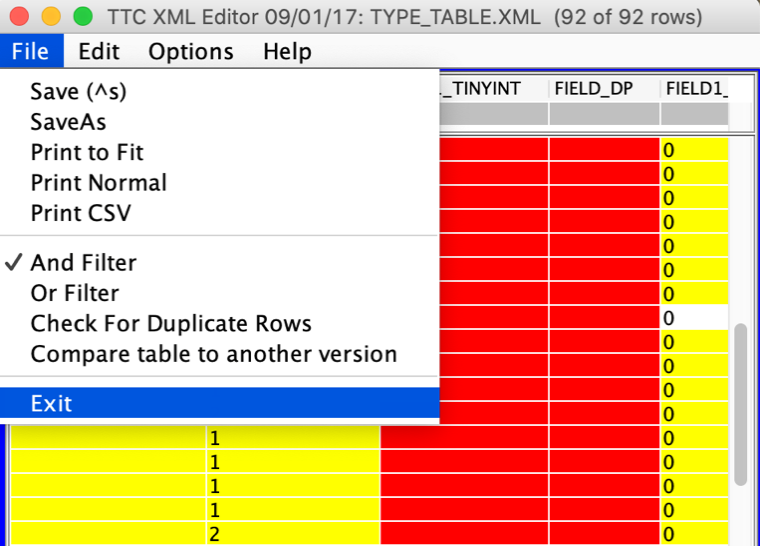 TTC XML Editor 09/01/17: TYPE_TABLE.XML (92 of 92 rows)
File Edit Options Help
_TINYINT FIELD_DP FIELD1_
Save (^s)
SaveAs
Print to Fit
Print Normal
Print CSV
And Filter
Or Filter
Check For Duplicate Rows
Compare table to another version
Exit
0
0
0
0
0
0
0
0
0
0
0
0
1 0
1 0
1 0
1 0
2 0